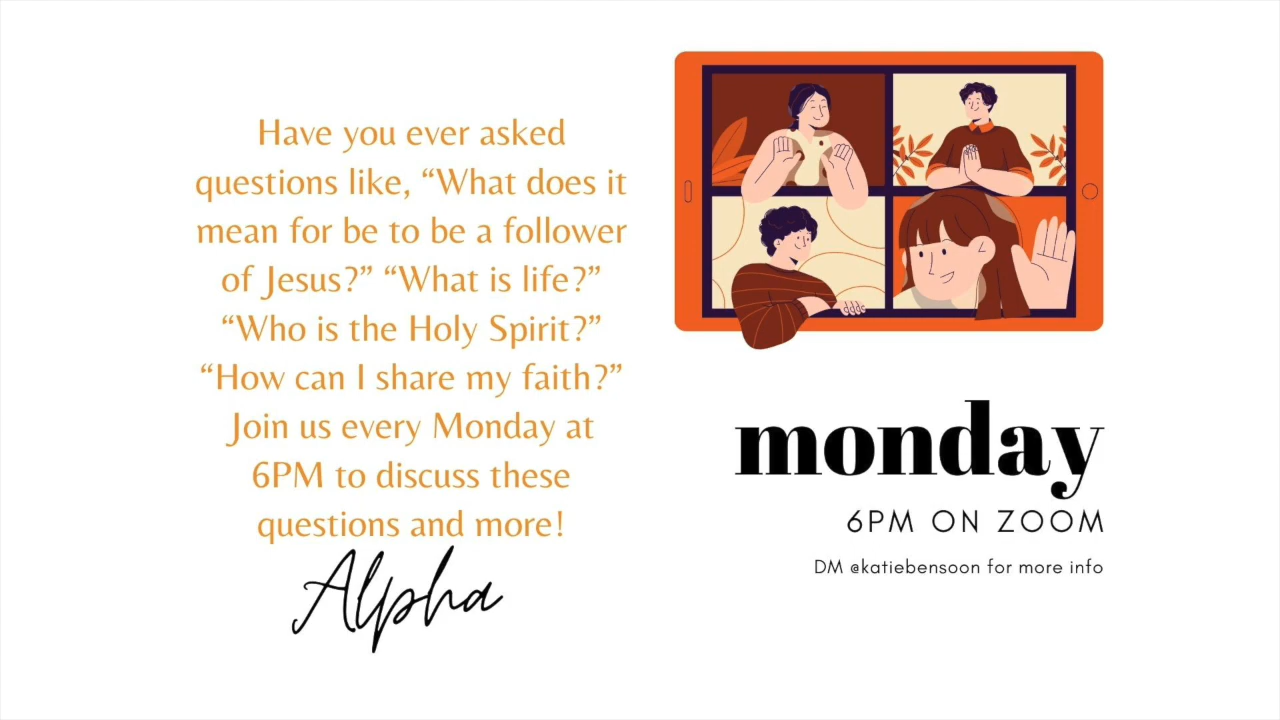 Have you ever asked
questions like, “What does it
mean for be to be a follower
of Jesus?” “What is life?”
“Who is the Holy Spirit?”
“How can I share my faith?”
Join us every Monday at
6PM to discuss these
questions and more!
Alpha
monday
6PM ON ZOOM
DM @katiebensoon for more info